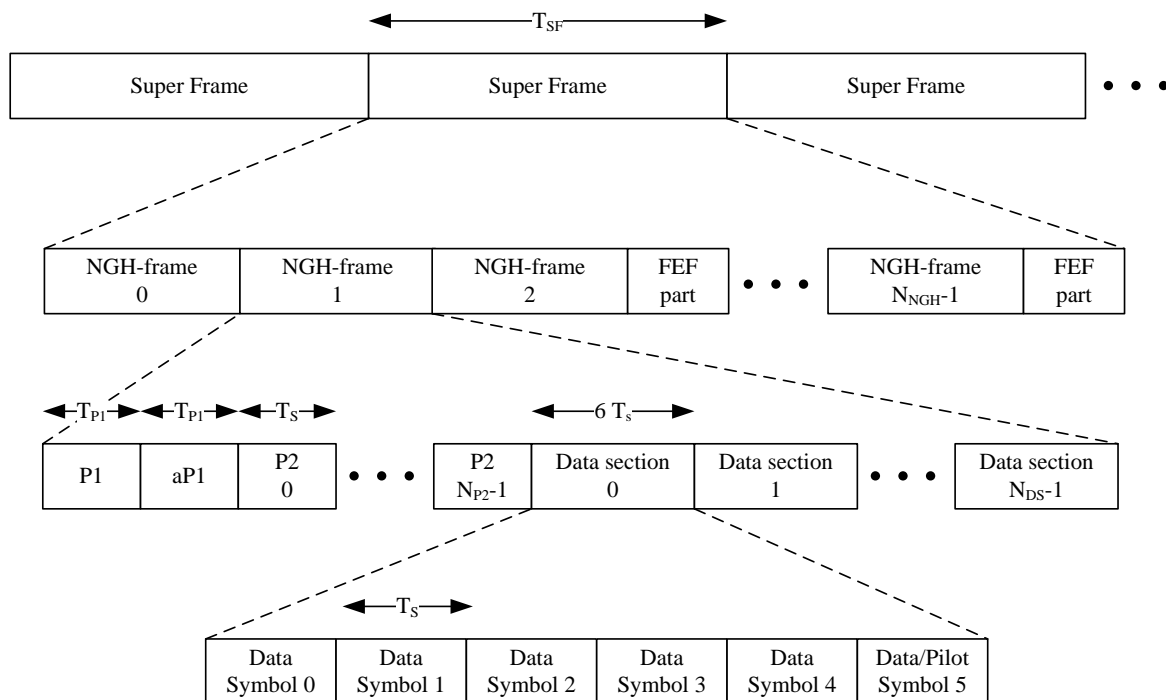 T_SF
Super Frame
Super Frame
Super Frame
NGH-frame
0
NGH-frame
1
NGH-frame
2
FEF
part
NGH-frame
N_NGH-1
FEF
part
T_P1
T_P1
T_S
6 T_s
P1
aP1
P2
0
P2
N_P2-1
Data section
0
Data section
1
Data section
N_DS-1
T_S
Data
Symbol 0
Data
Symbol 1
Data
Symbol 2
Data
Symbol 3
Data
Symbol 4
Data/Pilot
Symbol 5